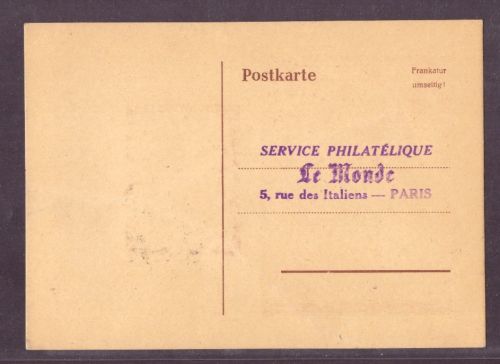 Postkarte
Frankatur
umseitig!
SERVICE PHILATÉLIQUE
Le Monde
5, rue des Italiens — PARIS